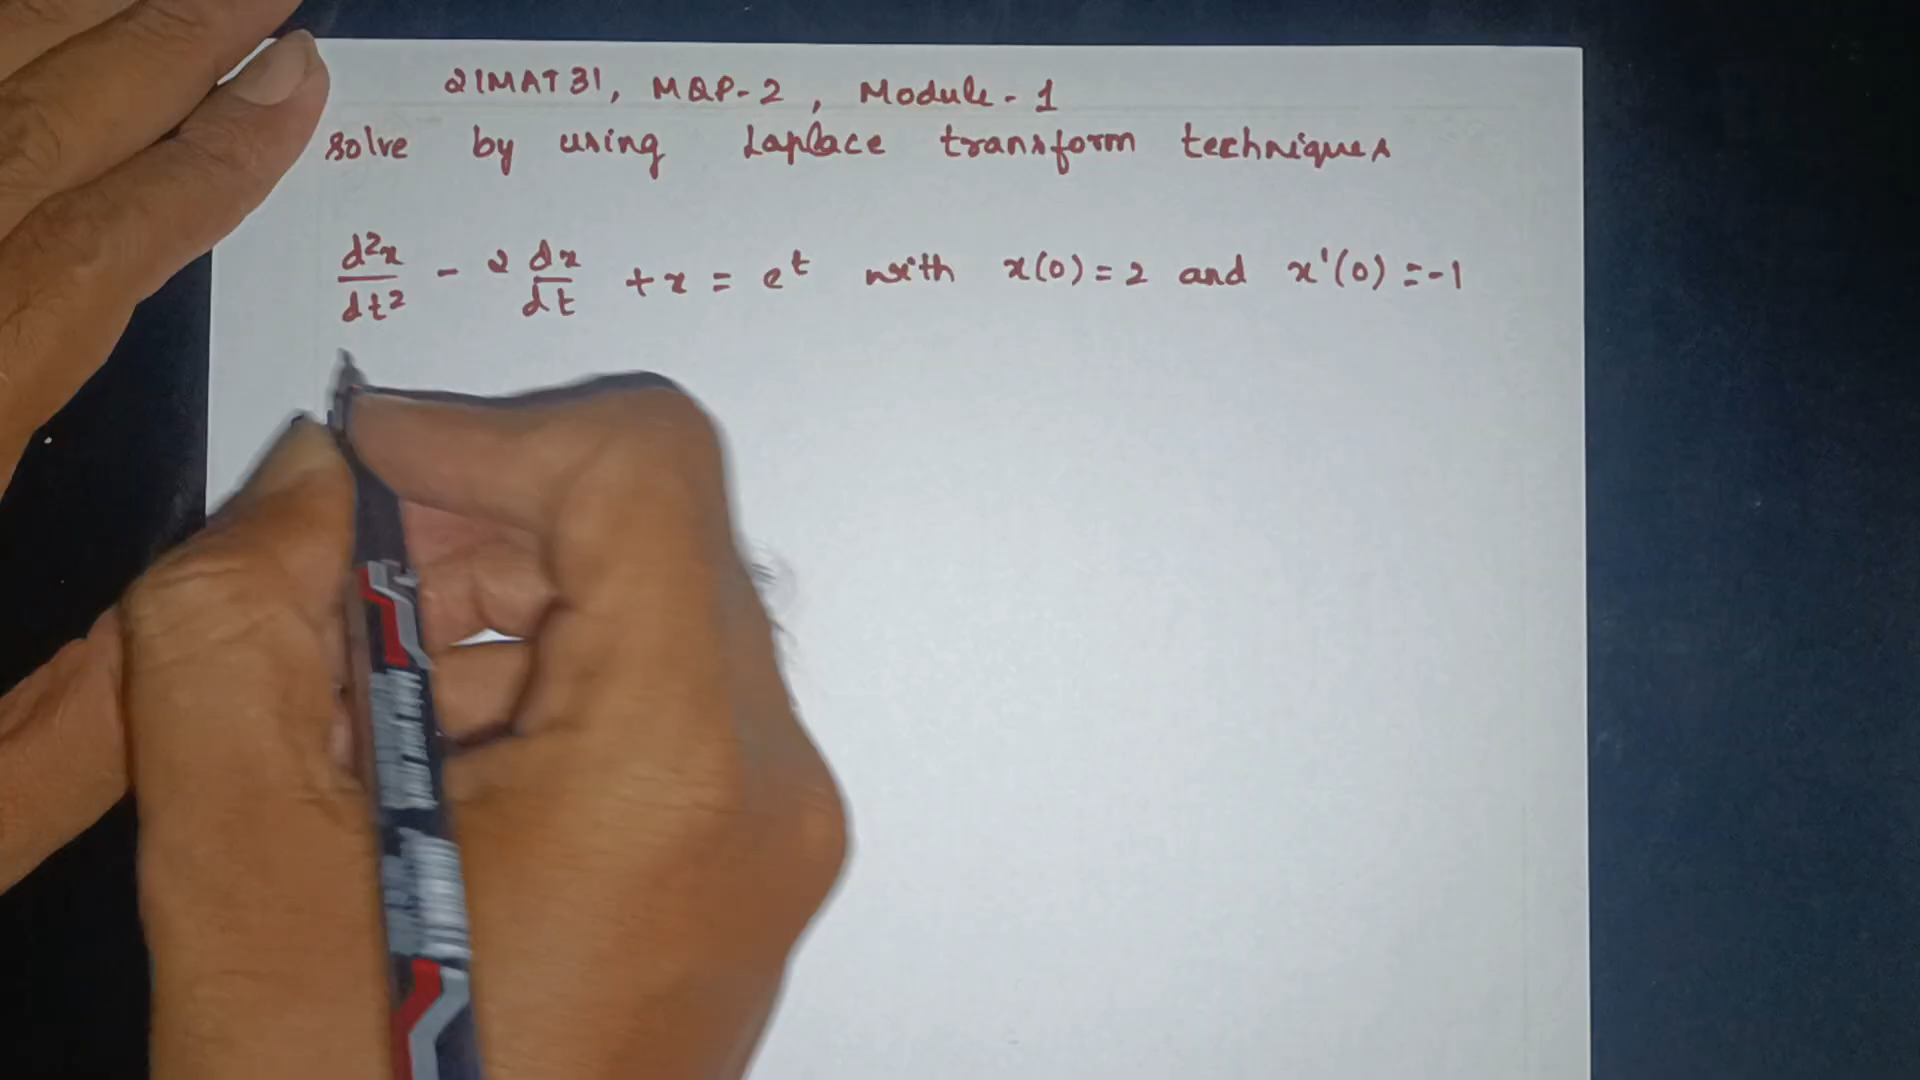 21MAT31, MQP-2, Module-1
solve by using Laplace transform techniques
d²x/dt² - 2 dx/dt + x = e^t with x(0) = 2 and x'(0) = -1